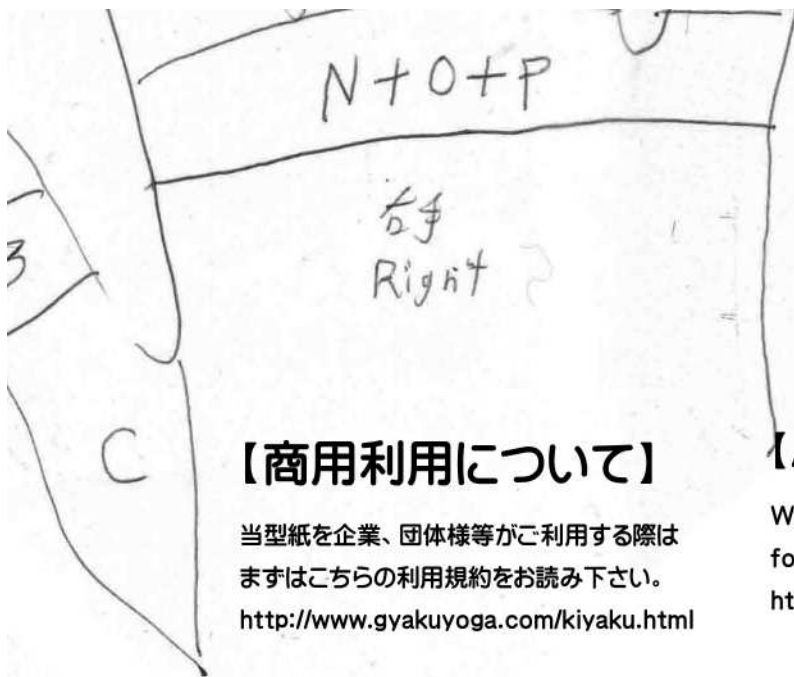 N+O+P
右手
Right
3
C
【商用利用について】
当型紙を企業、団体様等がご利用する際は
まずはこちらの利用規約をお読み下さい。
http://www.gyakuyoga.com/kiyaku.html
【
W
fo
ht